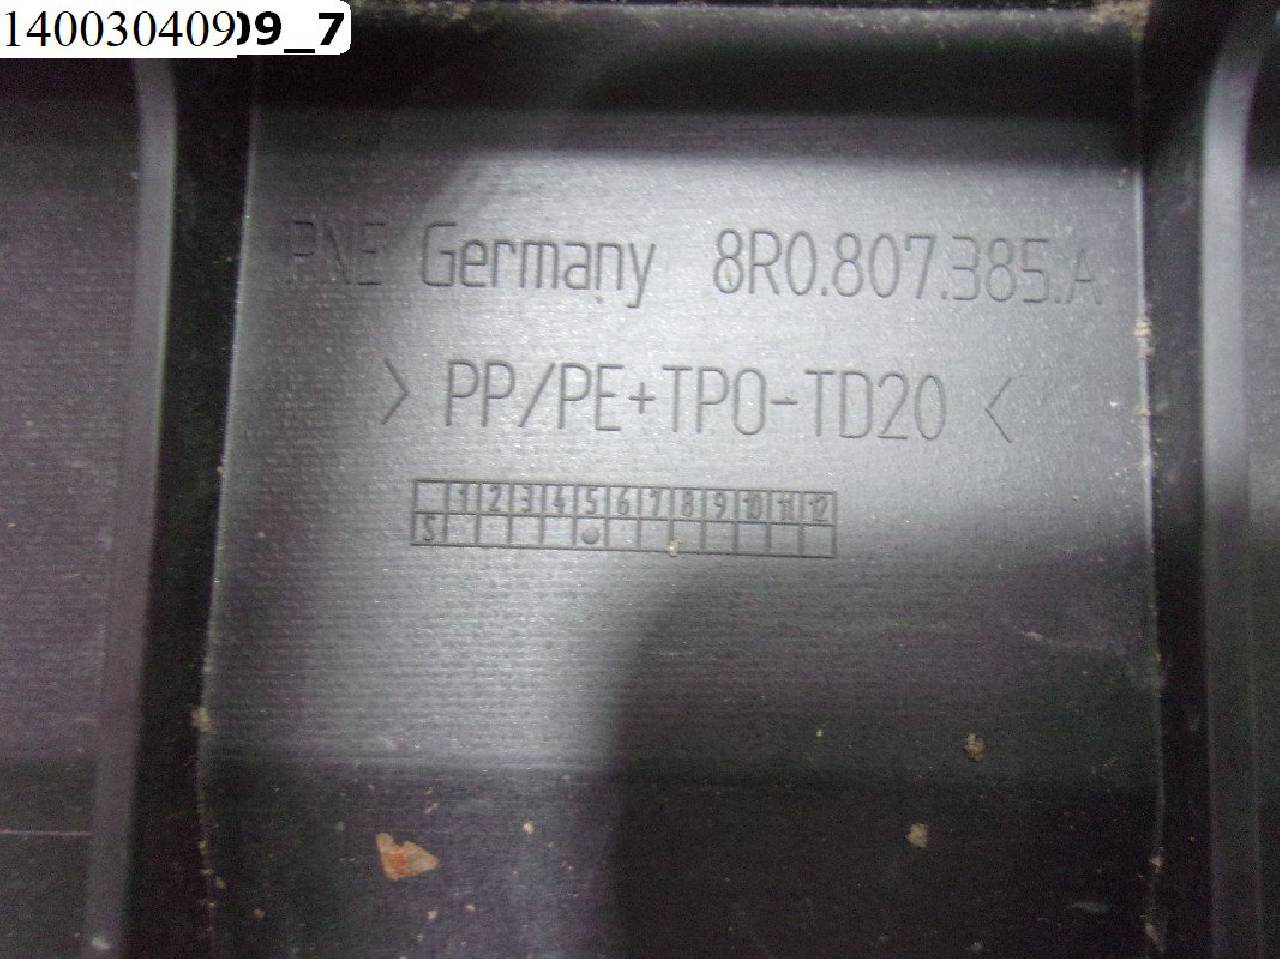 14003040909_7
PNE Germany 8R0.807.385.A
> PP/PE+TPO-TD20 <
1 2 3 4 5 6 7 8 9 10 11 12
S